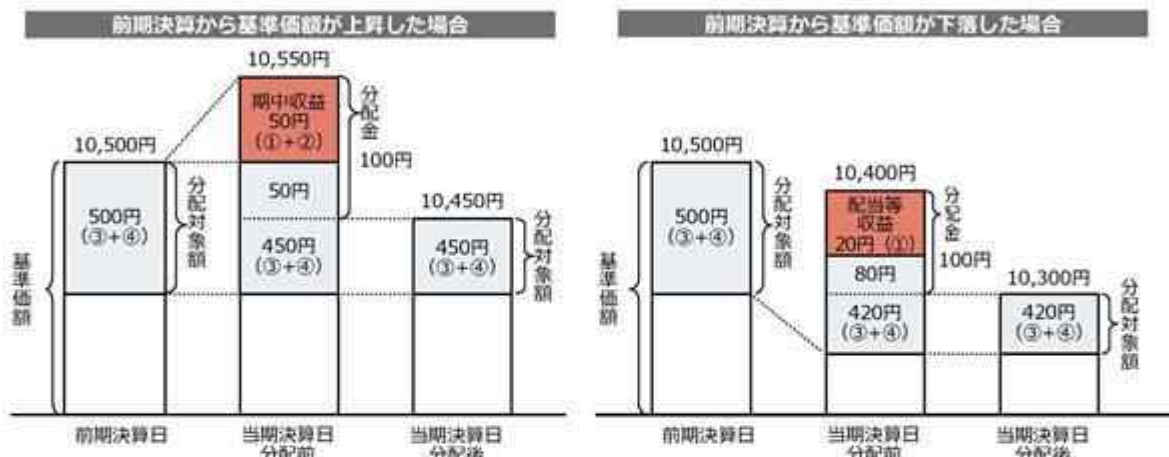 前期決算から基準価額が上昇した場合
10,550円
期中収益
50円
(①+②)
分配金
100円
10,500円
500円
(③+④)
分配対象額
50円
450円
(③+④)
10,450円
450円
(③+④)
分配対象額
基準価額
前期決算日
当期決算日
分配前
当期決算日
分配後
前期決算から基準価額が下落した場合
10,500円
500円
(③+④)
分配対象額
10,400円
配当等
収益
20円 (①)
分配金
100円
80円
420円
(③+④)
10,300円
420円
(③+④)
分配対象額
基準価額
前期決算日
当期決算日
分配前
当期決算日
分配後